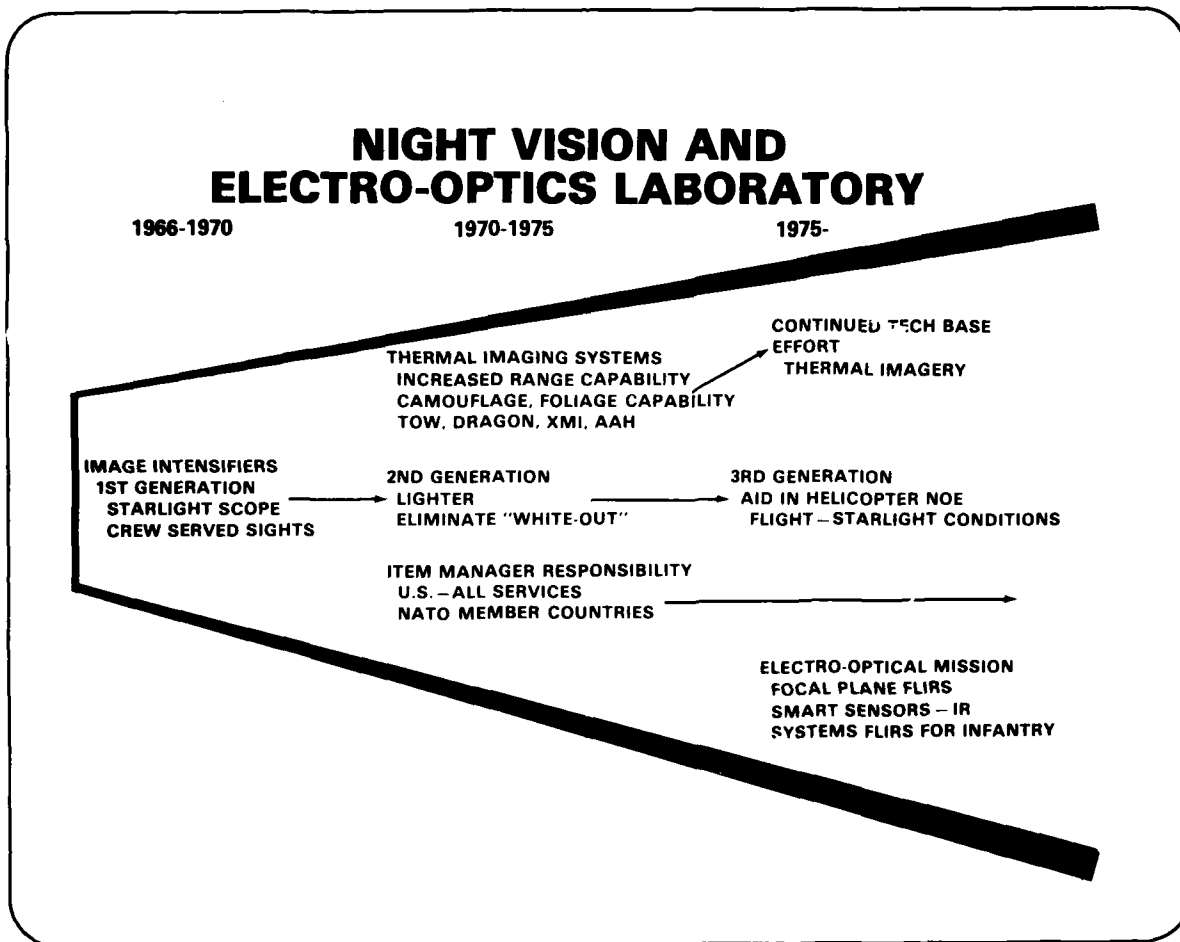 NIGHT VISION AND
ELECTRO-OPTICS LABORATORY
1966-1970
1970-1975
1975-
IMAGE INTENSIFIERS
1ST GENERATION
STARLIGHT SCOPE
CREW SERVED SIGHTS
THERMAL IMAGING SYSTEMS
INCREASED RANGE CAPABILITY
CAMOUFLAGE, FOLIAGE CAPABILITY
TOW, DRAGON, XMI, AAH
2ND GENERATION
LIGHTER
ELIMINATE "WHITE-OUT"
ITEM MANAGER RESPONSIBILITY
U.S. – ALL SERVICES
NATO MEMBER COUNTRIES
CONTINUED TECH BASE
EFFORT
THERMAL IMAGERY
3RD GENERATION
AID IN HELICOPTER NOE
FLIGHT – STARLIGHT CONDITIONS
ELECTRO-OPTICAL MISSION
FOCAL PLANE FLIRS
SMART SENSORS – IR
SYSTEMS FLIRS FOR INFANTRY